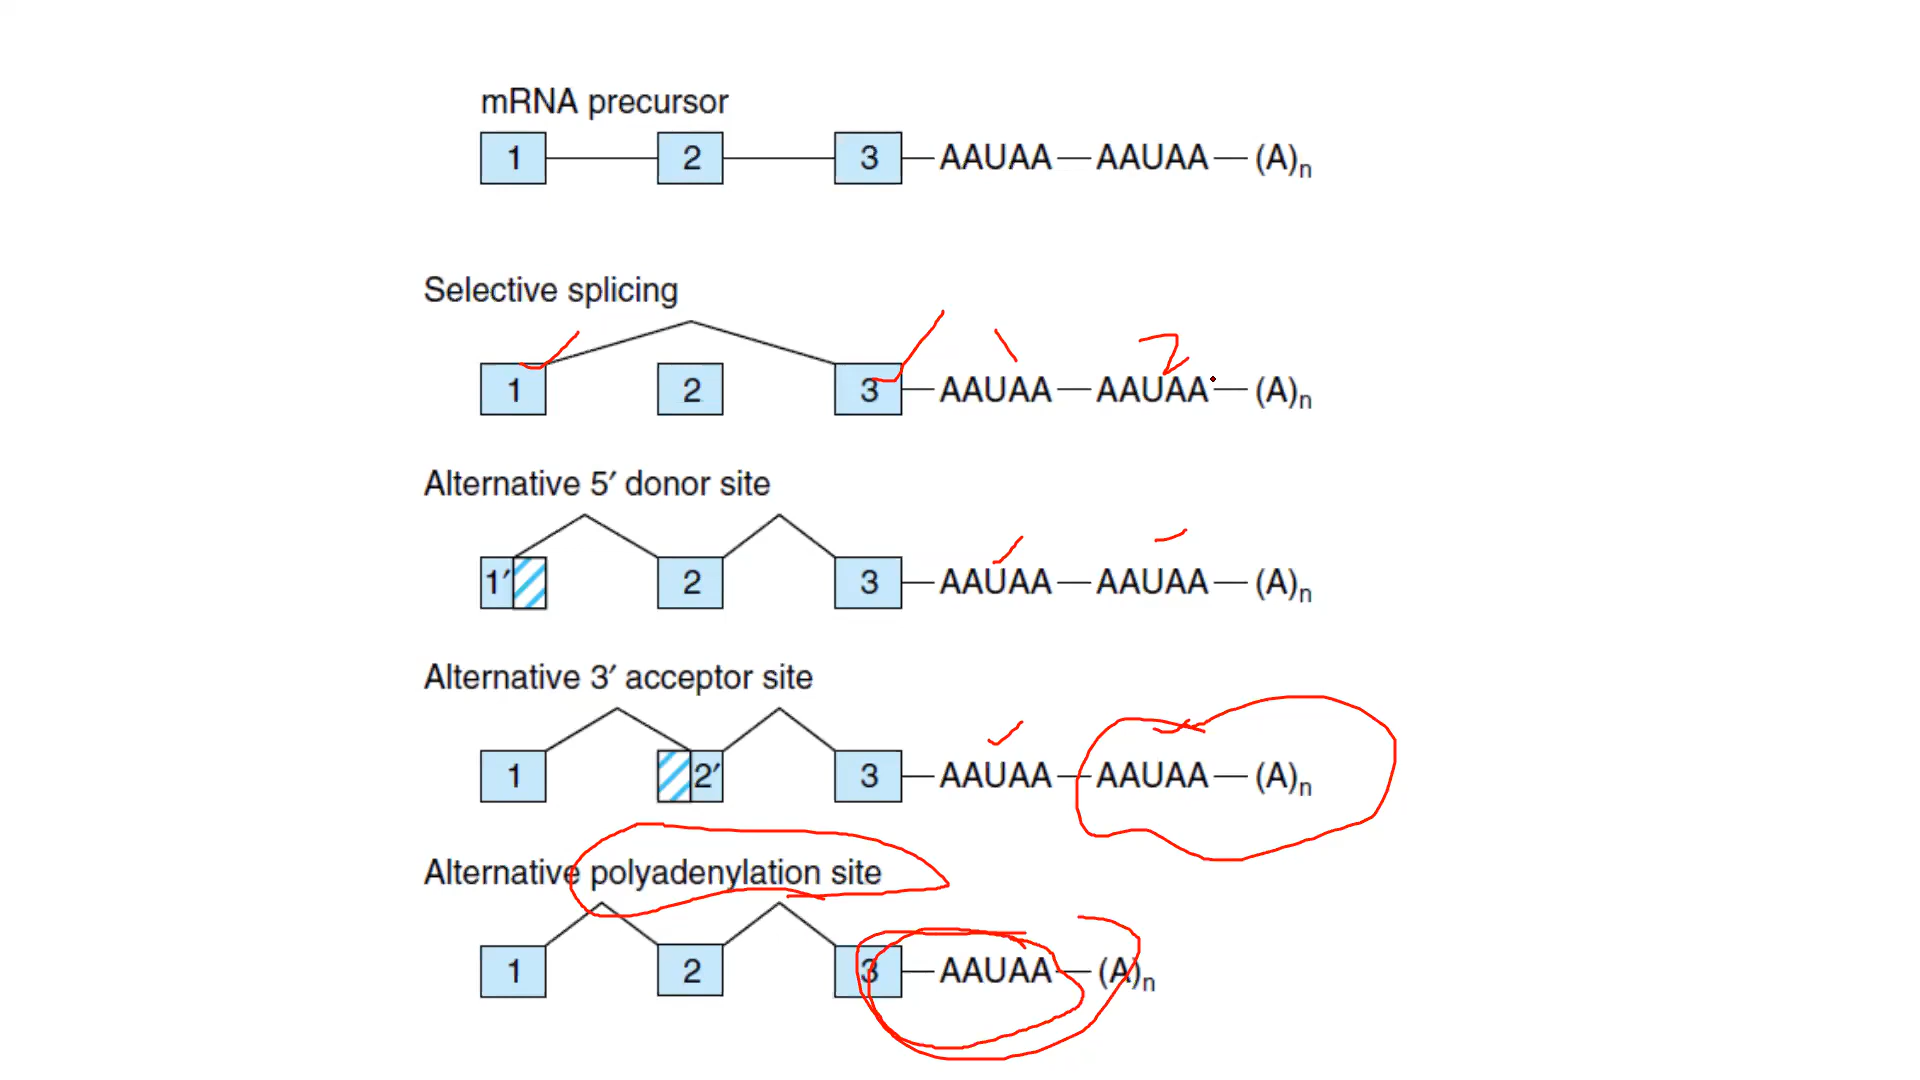 mRNA precursor
1 2 3 AAUAA AAUAA (A)n
Selective splicing
1 2
1 2 3 AAUAA AAUAA (A)n
Alternative 5′ donor site
1′ 2 3 AAUAA AAUAA (A)n
Alternative 3′ acceptor site
1 2′ 3 AAUAA AAUAA (A)n
Alternative polyadenylation site
1 2 3 AAUAA (A)n